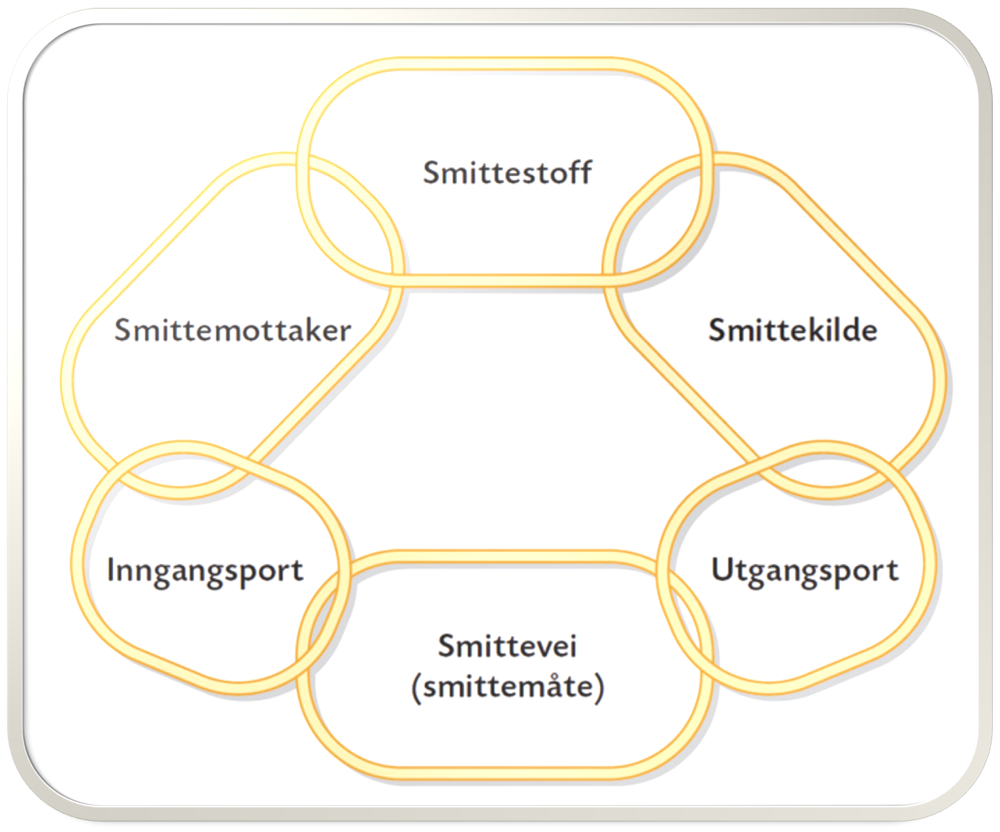 Smittestoff
Smittemottaker
Smittekilde
Inngangsport
Utgangsport
Smittevei
(smittemåte)